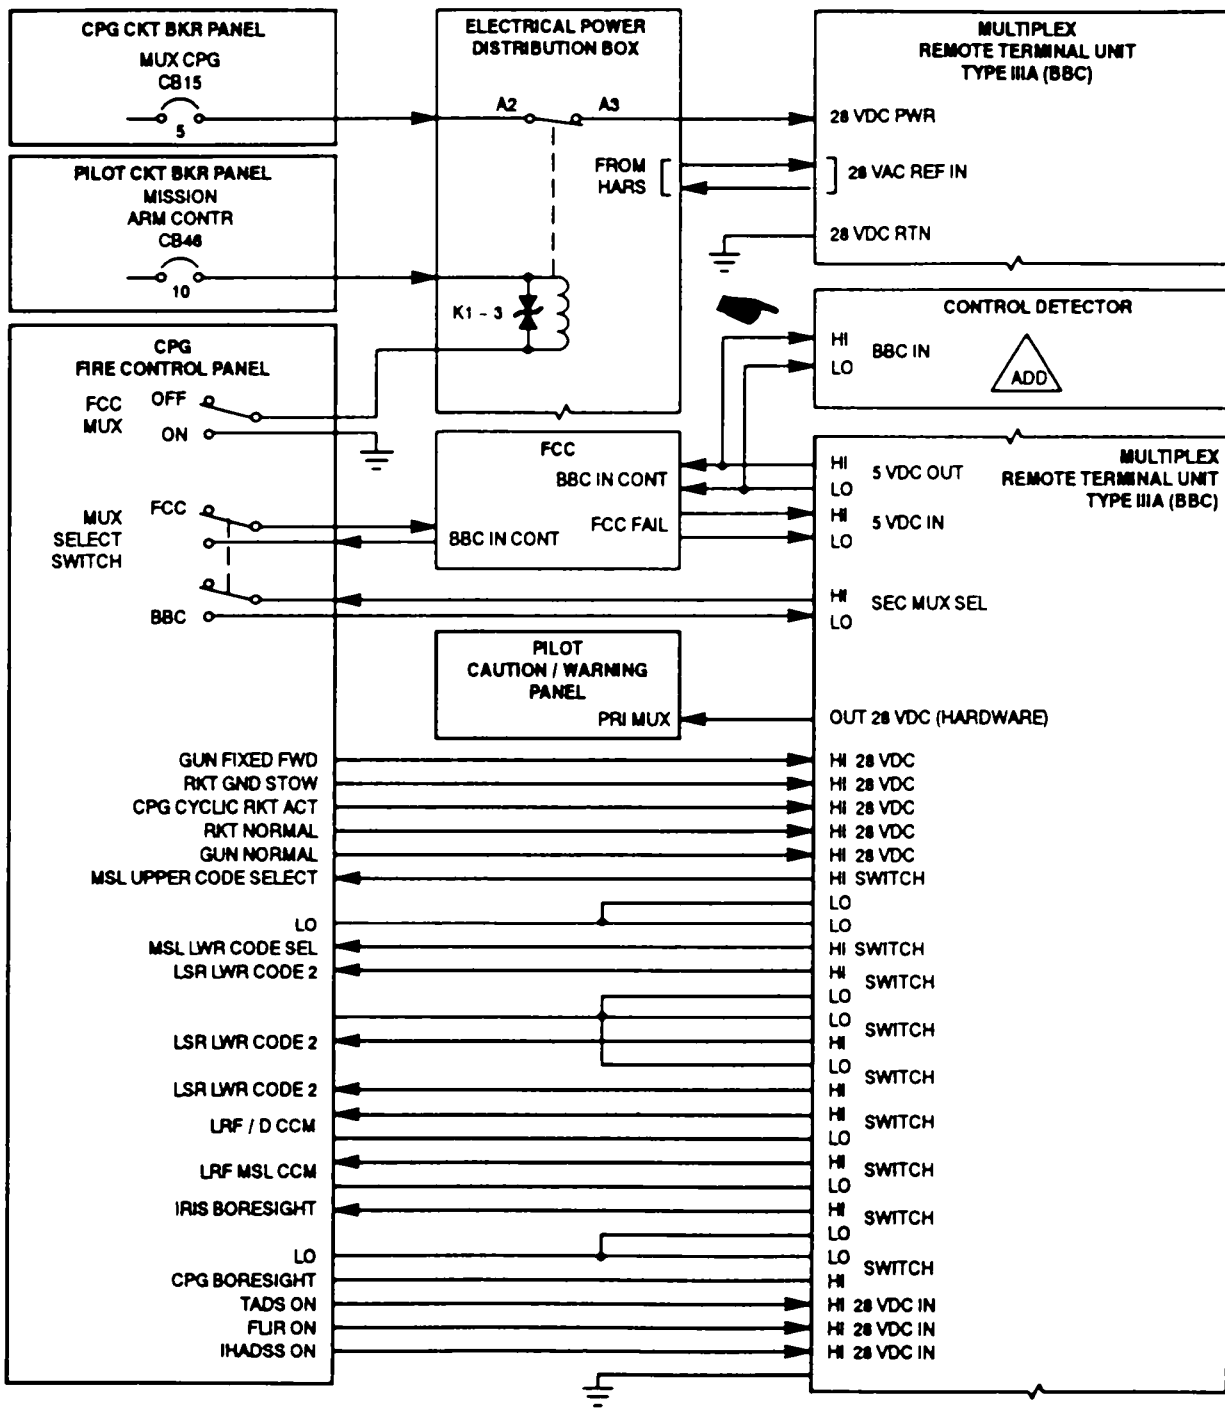 CPG CKT BKR PANEL
MUX CPG
CB15
5
PILOT CKT BKR PANEL
MISSION
ARM CONTR
CB46
10
ELECTRICAL POWER
DISTRIBUTION BOX
A2
A3
FROM
HARS
K1 - 3
MULTIPLEX
REMOTE TERMINAL UNIT
TYPE IIIA (BBC)
28 VDC PWR
28 VAC REF IN
28 VDC RTN
CONTROL DETECTOR
HI
LO
BBC IN
ADD
CPG
FIRE CONTROL PANEL
FCC
MUX
OFF
ON
MUX
SELECT
SWITCH
FCC
BBC
FCC
BBC IN CONT
FCC FAIL
BBC IN CONT
MULTIPLEX
REMOTE TERMINAL UNIT
TYPE IIIA (BBC)
HI
LO
5 VDC OUT
HI
LO
5 VDC IN
HI
LO
SEC MUX SEL
PILOT
CAUTION / WARNING
PANEL
PRI MUX
OUT 28 VDC (HARDWARE)
GUN FIXED FWD
HI 28 VDC
RKT GND STOW
HI 28 VDC
CPG CYCLIC RKT ACT
HI 28 VDC
RKT NORMAL
HI 28 VDC
GUN NORMAL
HI 28 VDC
MSL UPPER CODE SELECT
HI SWITCH
LO
LO
LO
MSL LWR CODE SEL
HI SWITCH
LSR LWR CODE 2
HI
SWITCH
LO
LO
SWITCH
LSR LWR CODE 2
HI
LO
SWITCH
LSR LWR CODE 2
HI
LRF / D CCM
HI
SWITCH
LO
LRF MSL CCM
HI
SWITCH
LO
IRIS BORESIGHT
HI
SWITCH
LO
LO
LO
SWITCH
CPG BORESIGHT
HI
TADS ON
HI 28 VDC IN
FLIR ON
HI 28 VDC IN
IHADSS ON
HI 28 VDC IN